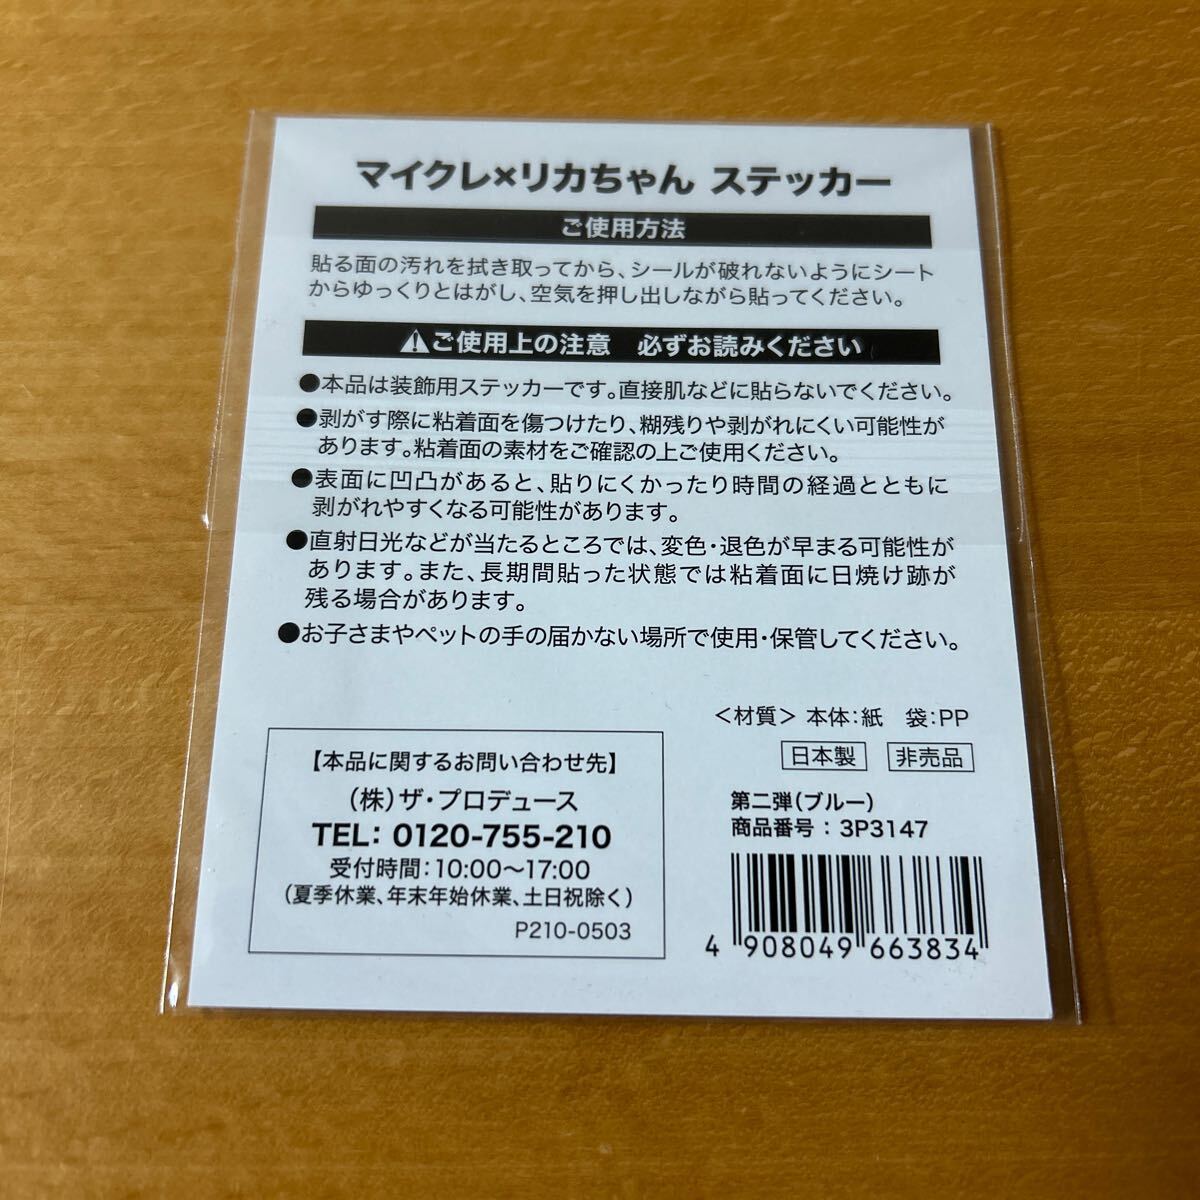 マイクレ×リカちゃん ステッカー
ご使用方法
貼る面の汚れを拭き取ってから、シールが破れないようにシート
からゆっくりとはがし、空気を押し出しながら貼ってください。
⚠ご使用上の注意　必ずお読みください
●本品は装飾用ステッカーです。直接肌などに貼らないでください。
●剥がす際に粘着面を傷つけたり、糊残りや剥がれにくい可能性が
あります。粘着面の素材をご確認の上ご使用ください。
●表面に凹凸があると、貼りにくかったり時間の経過とともに
剥がれやすくなる可能性があります。
●直射日光などが当たるところでは、変色・退色が早まる可能性が
あります。また、長期間貼った状態では粘着面に日焼け跡が
残る場合があります。
●お子さまやペットの手の届かない場所で使用・保管してください。
＜材質＞ 本体：紙　袋：PP
日本製　非売品
【本品に関するお問い合わせ先】
（株）ザ・プロデュース
TEL: 0120-755-210
受付時間：10:00～17:00
（夏季休業、年末年始休業、土日祝除く）
P210-0503
第二弾（ブルー）
商品番号：3P3147
4 908049 663834